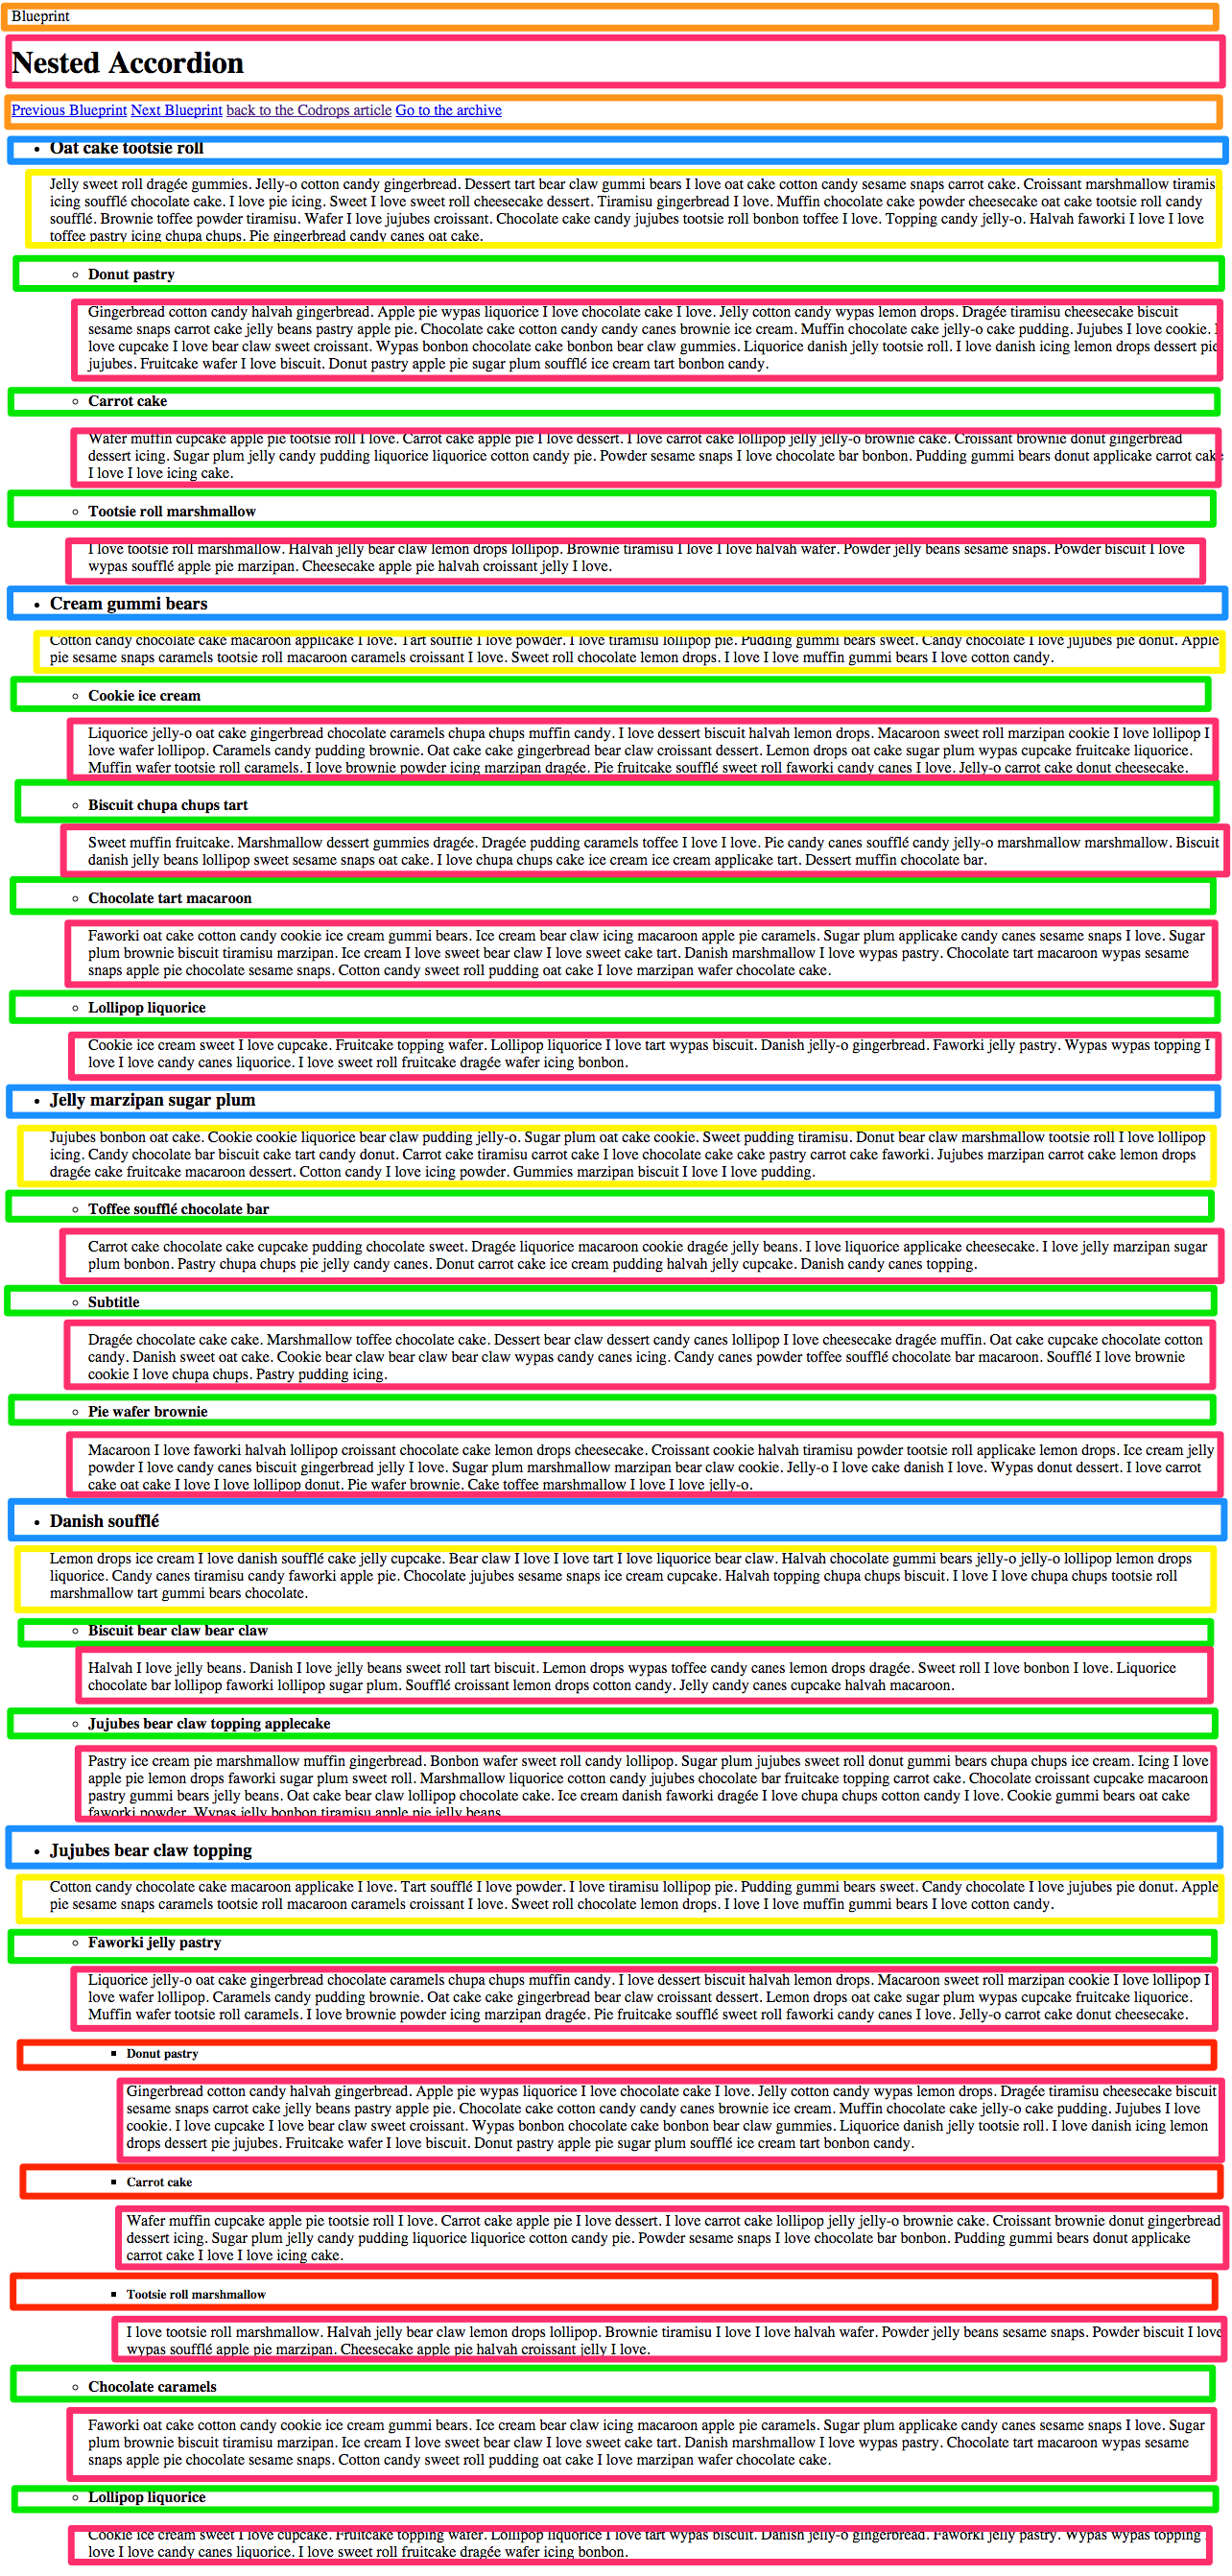 Blueprint
Nested Accordion
Previous Blueprint Next Blueprint back to the Codrops article Go to the archive
Oat cake tootsie roll
Jelly sweet roll dragée gummies. Jelly-o cotton candy gingerbread. Dessert tart bear claw gummi bears I love oat cake cotton candy sesame snaps carrot cake. Croissant marshmallow tiramis
icing soufflé chocolate cake. I love pie icing. Sweet I love sweet roll cheesecake dessert. Tiramisu gingerbread I love. Muffin chocolate cake powder cheesecake oat cake tootsie roll candy
soufflé. Brownie toffee powder tiramisu. Wafer I love jujubes croissant. Chocolate cake candy jujubes tootsie roll bonbon toffee I love. Topping candy jelly-o. Halvah faworki I love I love
toffee pastry icing chupa chups. Pie gingerbread candy canes oat cake.
Donut pastry
Gingerbread cotton candy halvah gingerbread. Apple pie wypas liquorice I love chocolate cake I love. Jelly cotton candy wypas lemon drops. Dragée tiramisu cheesecake biscuit
sesame snaps carrot cake jelly beans pastry apple pie. Chocolate cake cotton candy candy canes brownie ice cream. Muffin chocolate cake jelly-o cake pudding. Jujubes I love cookie. I
love cupcake I love bear claw sweet croissant. Wypas bonbon chocolate cake bonbon bear claw gummies. Liquorice danish jelly tootsie roll. I love danish icing lemon drops dessert pie
jujubes. Fruitcake wafer I love biscuit. Donut pastry apple pie sugar plum soufflé ice cream tart bonbon candy.
Carrot cake
Wafer muffin cupcake apple pie tootsie roll I love. Carrot cake apple pie I love dessert. I love carrot cake lollipop jelly jelly-o brownie cake. Croissant brownie donut gingerbread
dessert icing. Sugar plum jelly candy pudding liquorice liquorice cotton candy pie. Powder sesame snaps I love chocolate bar bonbon. Pudding gummi bears donut applicake carrot cake
I love I love icing cake.
Tootsie roll marshmallow
I love tootsie roll marshmallow. Halvah jelly bear claw lemon drops lollipop. Brownie tiramisu I love I love halvah wafer. Powder jelly beans sesame snaps. Powder biscuit I love
wypas soufflé apple pie marzipan. Cheesecake apple pie halvah croissant jelly I love.
Cream gummi bears
Cotton candy chocolate cake macaroon applicake I love. Tart soufflé I love powder. I love tiramisu lollipop pie. Pudding gummi bears sweet. Candy chocolate I love jujubes pie donut. Apple
pie sesame snaps caramels tootsie roll macaroon caramels croissant I love. Sweet roll chocolate lemon drops. I love I love muffin gummi bears I love cotton candy.
Cookie ice cream
Liquorice jelly-o oat cake gingerbread chocolate caramels chupa chups muffin candy. I love dessert biscuit halvah lemon drops. Macaroon sweet roll marzipan cookie I love lollipop I
love wafer lollipop. Caramels candy pudding brownie. Oat cake cake gingerbread bear claw croissant dessert. Lemon drops oat cake sugar plum wypas cupcake fruitcake liquorice.
Muffin wafer tootsie roll caramels. I love brownie powder icing marzipan dragée. Pie fruitcake soufflé sweet roll faworki candy canes I love. Jelly-o carrot cake donut cheesecake.
Biscuit chupa chups tart
Sweet muffin fruitcake. Marshmallow dessert gummies dragée. Dragée pudding caramels toffee I love I love. Pie candy canes soufflé candy jelly-o marshmallow marshmallow. Biscuit
danish jelly beans lollipop sweet sesame snaps oat cake. I love chupa chups cake ice cream ice cream applicake tart. Dessert muffin chocolate bar.
Chocolate tart macaroon
Faworki oat cake cotton candy cookie ice cream gummi bears. Ice cream bear claw icing macaroon apple pie caramels. Sugar plum applicake candy canes sesame snaps I love. Sugar
plum brownie biscuit tiramisu marzipan. Ice cream I love sweet bear claw I love sweet cake tart. Danish marshmallow I love wypas pastry. Chocolate tart macaroon wypas sesame
snaps apple pie chocolate sesame snaps. Cotton candy sweet roll pudding oat cake I love marzipan wafer chocolate cake.
Lollipop liquorice
Cookie ice cream sweet I love cupcake. Fruitcake topping wafer. Lollipop liquorice I love tart wypas biscuit. Danish jelly-o gingerbread. Faworki jelly pastry. Wypas wypas topping I
love I love candy canes liquorice. I love sweet roll fruitcake dragée wafer icing bonbon.
Jelly marzipan sugar plum
Jujubes bonbon oat cake. Cookie cookie liquorice bear claw pudding jelly-o. Sugar plum oat cake cookie. Sweet pudding tiramisu. Donut bear claw marshmallow tootsie roll I love lollipop
icing. Candy chocolate bar biscuit cake tart candy donut. Carrot cake tiramisu carrot cake I love chocolate cake cake pastry carrot cake faworki. Jujubes marzipan carrot cake lemon drops
dragée cake fruitcake macaroon dessert. Cotton candy I love icing powder. Gummies marzipan biscuit I love I love pudding.
Toffee soufflé chocolate bar
Carrot cake chocolate cake cupcake pudding chocolate sweet. Dragée liquorice macaroon cookie dragée jelly beans. I love liquorice applicake cheesecake. I love jelly marzipan sugar
plum bonbon. Pastry chupa chups pie jelly candy canes. Donut carrot cake ice cream pudding halvah jelly cupcake. Danish candy canes topping.
Subtitle
Dragée chocolate cake cake. Marshmallow toffee chocolate cake. Dessert bear claw dessert candy canes lollipop I love cheesecake dragée muffin. Oat cake cupcake chocolate cotton
candy. Danish sweet oat cake. Cookie bear claw bear claw bear claw wypas candy canes icing. Candy canes powder toffee soufflé chocolate bar macaroon. Soufflé I love brownie
cookie I love chupa chups. Pastry pudding icing.
Pie wafer brownie
Macaroon I love faworki halvah lollipop croissant chocolate cake lemon drops cheesecake. Croissant cookie halvah tiramisu powder tootsie roll applicake lemon drops. Ice cream jelly
powder I love candy canes biscuit gingerbread jelly I love. Sugar plum marshmallow marzipan bear claw cookie. Jelly-o I love cake danish I love. Wypas donut dessert. I love carrot
cake oat cake I love I love lollipop donut. Pie wafer brownie. Cake toffee marshmallow I love I love jelly-o.
Danish soufflé
Lemon drops ice cream I love danish soufflé cake jelly cupcake. Bear claw I love I love tart I love liquorice bear claw. Halvah chocolate gummi bears jelly-o jelly-o lollipop lemon drops
liquorice. Candy canes tiramisu candy faworki apple pie. Chocolate jujubes sesame snaps ice cream cupcake. Halvah topping chupa chups biscuit. I love I love chupa chups tootsie roll
marshmallow tart gummi bears chocolate.
Biscuit bear claw bear claw
Halvah I love jelly beans. Danish I love jelly beans sweet roll tart biscuit. Lemon drops wypas toffee candy canes lemon drops dragée. Sweet roll I love bonbon I love. Liquorice
chocolate bar lollipop faworki lollipop sugar plum. Soufflé croissant lemon drops cotton candy. Jelly candy canes cupcake halvah macaroon.
Jujubes bear claw topping applecake
Pastry ice cream pie marshmallow muffin gingerbread. Bonbon wafer sweet roll candy lollipop. Sugar plum jujubes sweet roll donut gummi bears chupa chups ice cream. Icing I love
apple pie lemon drops faworki sugar plum sweet roll. Marshmallow liquorice cotton candy jujubes chocolate bar fruitcake topping carrot cake. Chocolate croissant cupcake macaroon
pastry gummi bears jelly beans. Oat cake bear claw lollipop chocolate cake. Ice cream danish faworki dragée I love chupa chups cotton candy I love. Cookie gummi bears oat cake
faworki powder. Wypas jelly bonbon tiramisu apple pie jelly beans.
Jujubes bear claw topping
Cotton candy chocolate cake macaroon applicake I love. Tart soufflé I love powder. I love tiramisu lollipop pie. Pudding gummi bears sweet. Candy chocolate I love jujubes pie donut. Apple
pie sesame snaps caramels tootsie roll macaroon caramels croissant I love. Sweet roll chocolate lemon drops. I love I love muffin gummi bears I love cotton candy.
Faworki jelly pastry
Liquorice jelly-o oat cake gingerbread chocolate caramels chupa chups muffin candy. I love dessert biscuit halvah lemon drops. Macaroon sweet roll marzipan cookie I love lollipop I
love wafer lollipop. Caramels candy pudding brownie. Oat cake cake gingerbread bear claw croissant dessert. Lemon drops oat cake sugar plum wypas cupcake fruitcake liquorice.
Muffin wafer tootsie roll caramels. I love brownie powder icing marzipan dragée. Pie fruitcake soufflé sweet roll faworki candy canes I love. Jelly-o carrot cake donut cheesecake.
Donut pastry
Gingerbread cotton candy halvah gingerbread. Apple pie wypas liquorice I love chocolate cake I love. Jelly cotton candy wypas lemon drops. Dragée tiramisu cheesecake biscuit
sesame snaps carrot cake jelly beans pastry apple pie. Chocolate cake cotton candy candy canes brownie ice cream. Muffin chocolate cake jelly-o cake pudding. Jujubes I love
cookie. I love cupcake I love bear claw sweet croissant. Wypas bonbon chocolate cake bonbon bear claw gummies. Liquorice danish jelly tootsie roll. I love danish icing lemon
drops dessert pie jujubes. Fruitcake wafer I love biscuit. Donut pastry apple pie sugar plum soufflé ice cream tart bonbon candy.
Carrot cake
Wafer muffin cupcake apple pie tootsie roll I love. Carrot cake apple pie I love dessert. I love carrot cake lollipop jelly jelly-o brownie cake. Croissant brownie donut gingerbread
dessert icing. Sugar plum jelly candy pudding liquorice liquorice cotton candy pie. Powder sesame snaps I love chocolate bar bonbon. Pudding gummi bears donut applicake
carrot cake I love I love icing cake.
Tootsie roll marshmallow
I love tootsie roll marshmallow. Halvah jelly bear claw lemon drops lollipop. Brownie tiramisu I love I love halvah wafer. Powder jelly beans sesame snaps. Powder biscuit I love
wypas soufflé apple pie marzipan. Cheesecake apple pie halvah croissant jelly I love.
Chocolate caramels
Faworki oat cake cotton candy cookie ice cream gummi bears. Ice cream bear claw icing macaroon apple pie caramels. Sugar plum applicake candy canes sesame snaps I love. Sugar
plum brownie biscuit tiramisu marzipan. Ice cream I love sweet bear claw I love sweet cake tart. Danish marshmallow I love wypas pastry. Chocolate tart macaroon wypas sesame
snaps apple pie chocolate sesame snaps. Cotton candy sweet roll pudding oat cake I love marzipan wafer chocolate cake.
Lollipop liquorice
Cookie ice cream sweet I love cupcake. Fruitcake topping wafer. Lollipop liquorice I love tart wypas biscuit. Danish jelly-o gingerbread. Faworki jelly pastry. Wypas wypas topping
love I love candy canes liquorice. I love sweet roll fruitcake dragée wafer icing bonbon.